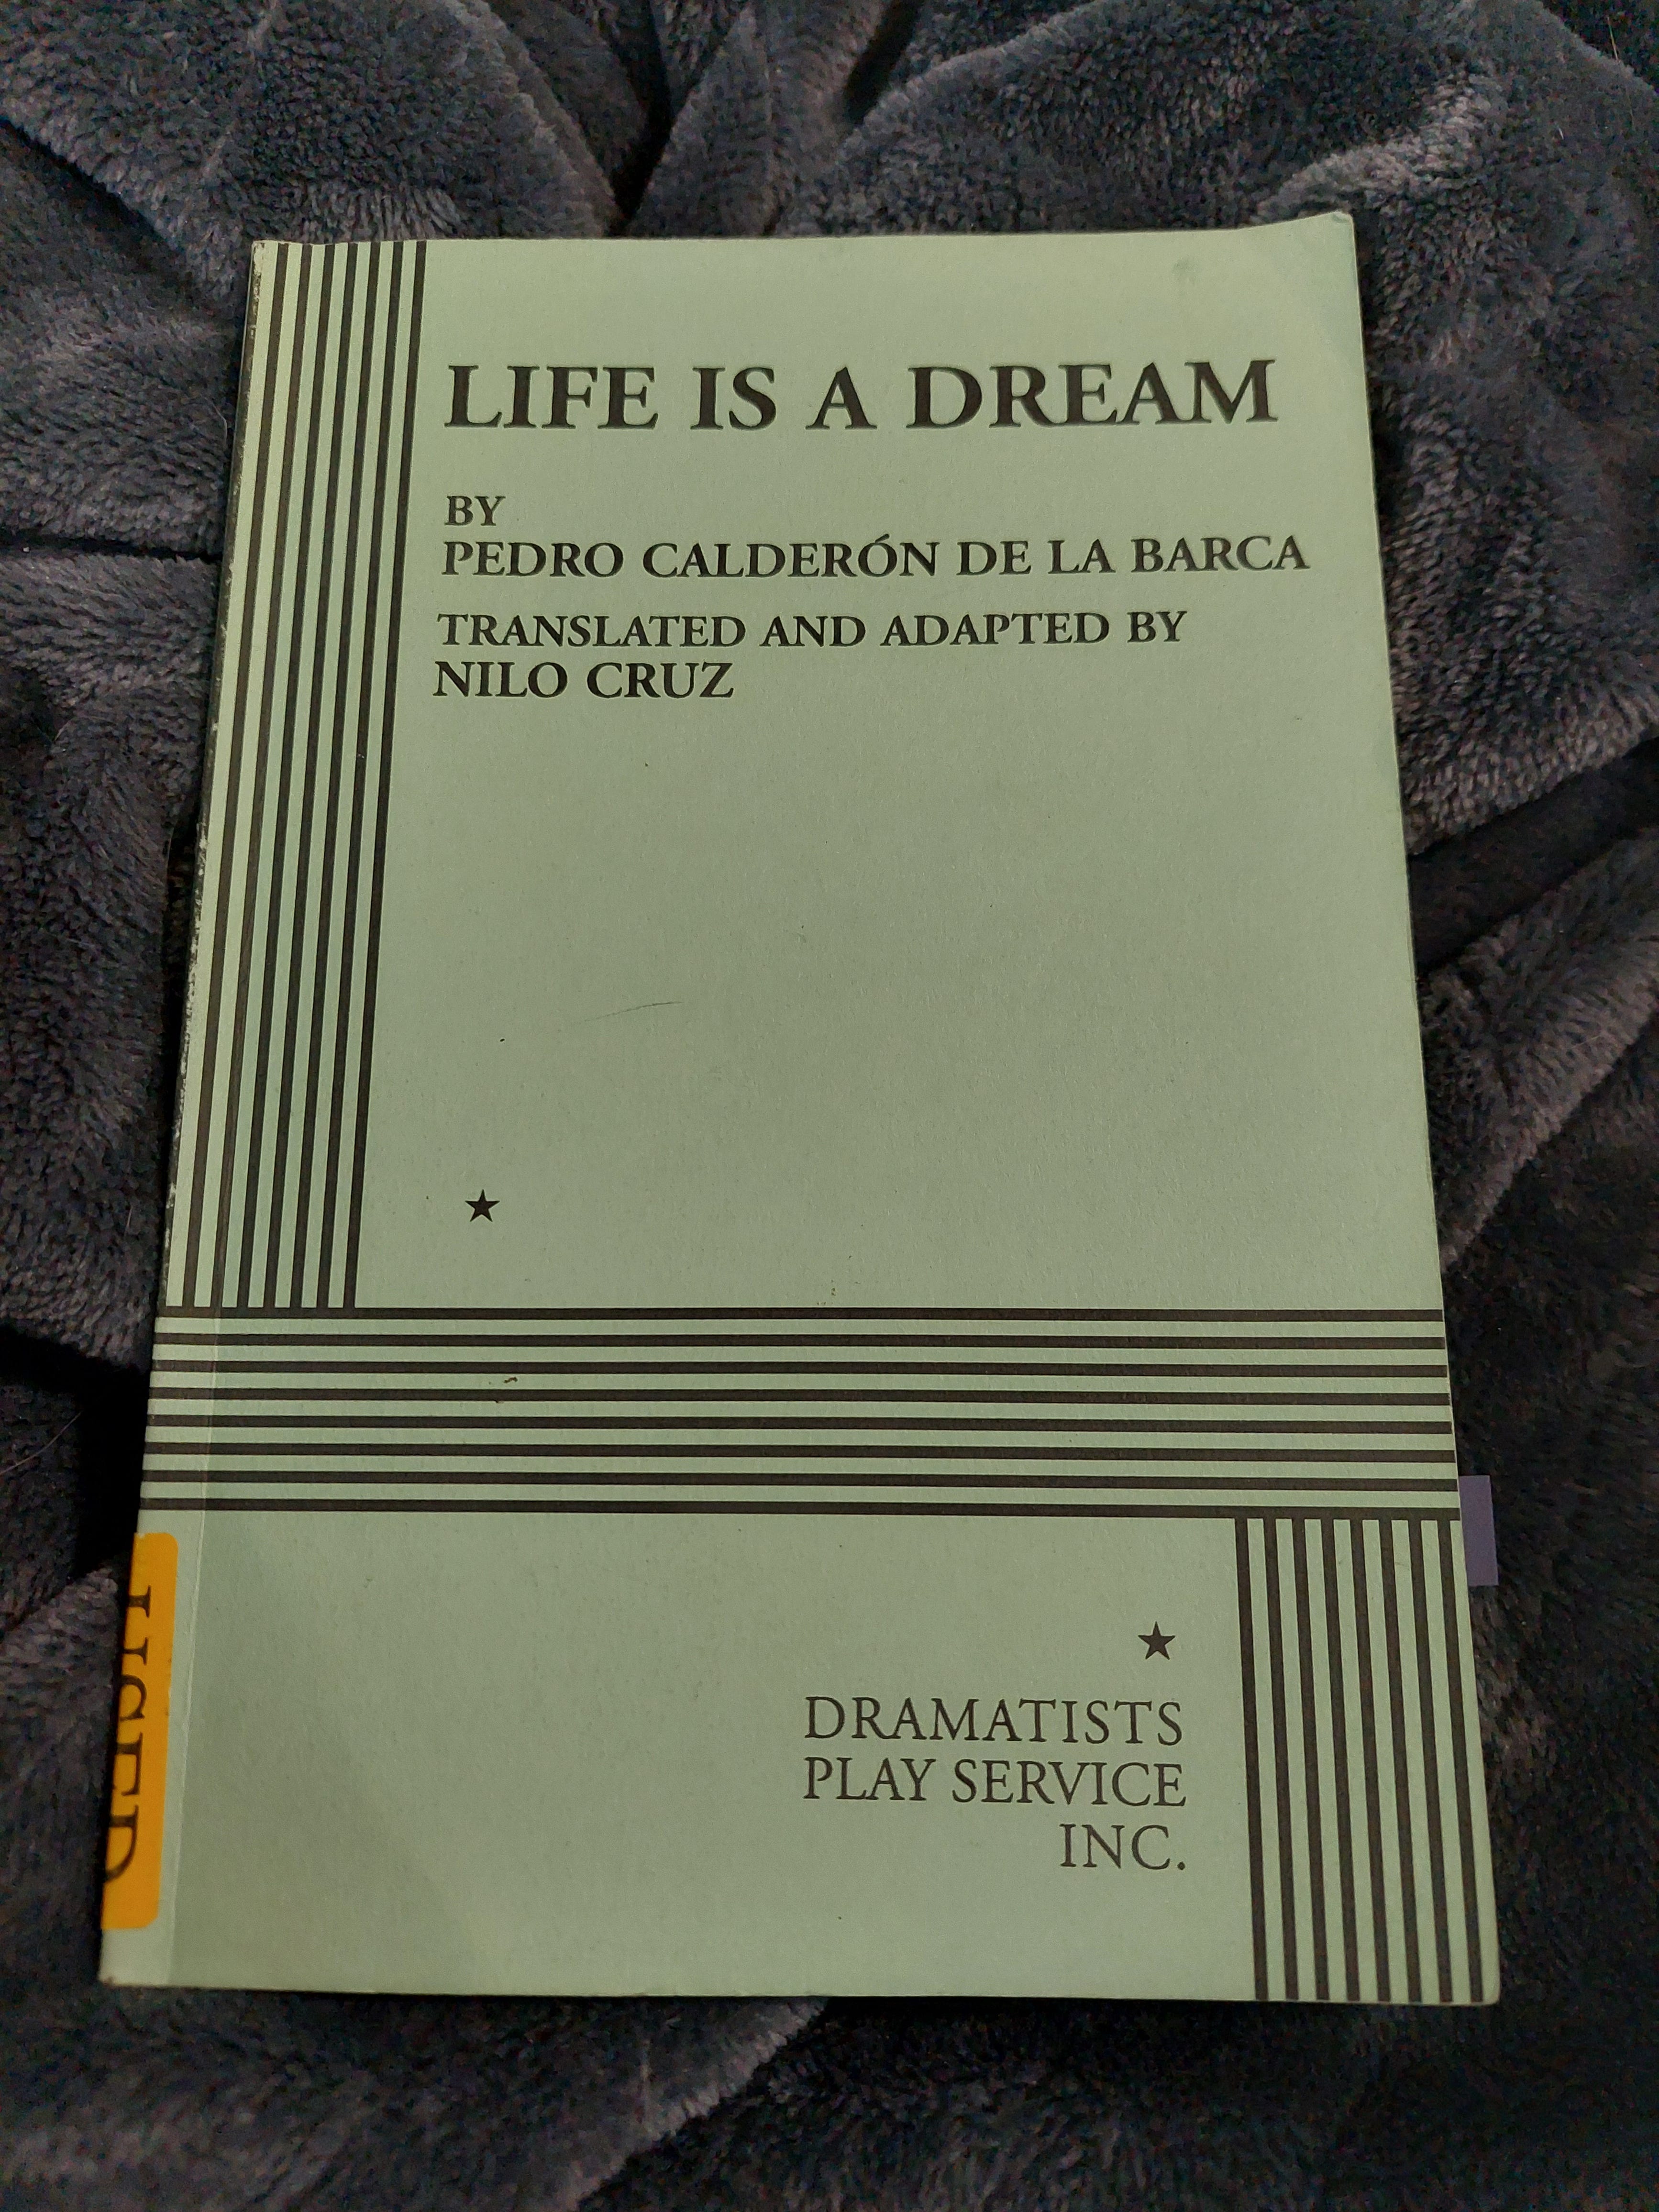 LIFE IS A DREAM
BY
PEDRO CALDERÓN DE LA BARCA
TRANSLATED AND ADAPTED BY
NILO CRUZ
USED
DRAMATISTS
PLAY SERVICE
INC.